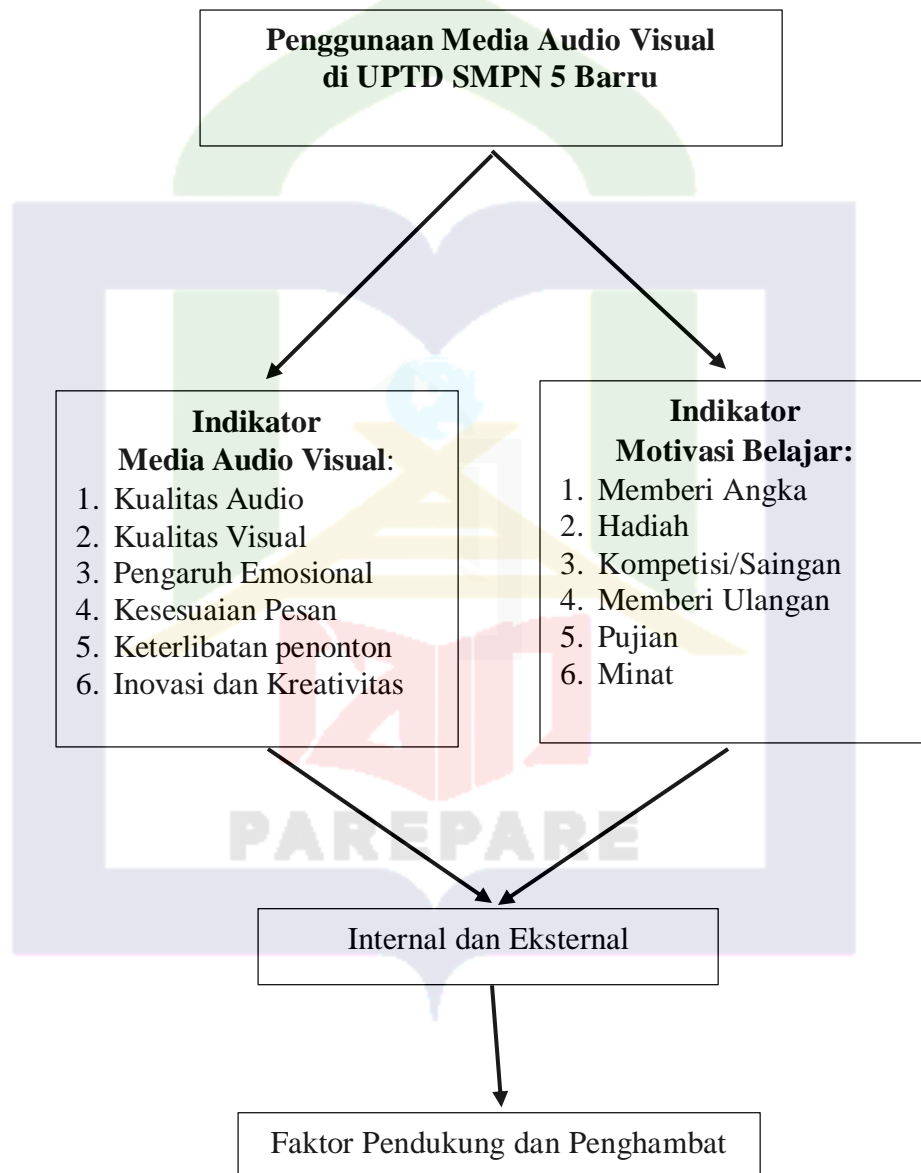 Penggunaan Media Audio Visual
di UPTD SMPN 5 Barru
Indikator
Media Audio Visual:
1. Kualitas Audio
2. Kualitas Visual
3. Pengaruh Emosional
4. Kesesuaian Pesan
5. Keterlibatan penonton
6. Inovasi dan Kreativitas
Indikator
Motivasi Belajar:
1. Memberi Angka
2. Hadiah
3. Kompetisi/Saingan
4. Memberi Ulangan
5. Pujian
6. Minat
PAREPARE
Internal dan Eksternal
Faktor Pendukung dan Penghambat